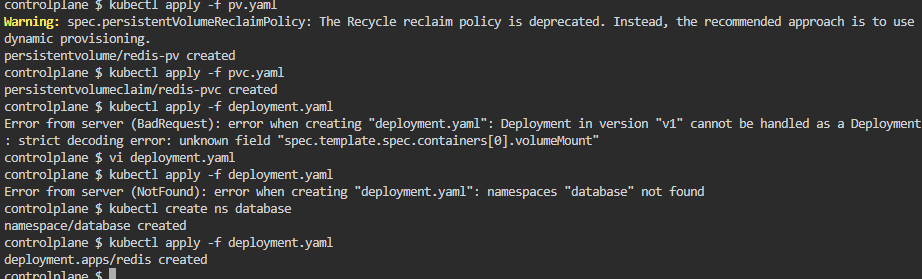 controlplane $ kubectl apply -f pv.yaml
Warning: spec.persistentVolumeReclaimPolicy: The Recycle reclaim policy is deprecated. Instead, the recommended approach is to use
dynamic provisioning.
persistentvolume/redis-pv created
controlplane $ kubectl apply -f pvc.yaml
persistentvolumeclaim/redis-pvc created
controlplane $ kubectl apply -f deployment.yaml
Error from server (BadRequest): error when creating "deployment.yaml": Deployment in version "v1" cannot be handled as a Deployment
: strict decoding error: unknown field "spec.template.spec.containers[0].volumeMount"
controlplane $ vi deployment.yaml
controlplane $ kubectl apply -f deployment.yaml
Error from server (NotFound): error when creating "deployment.yaml": namespaces "database" not found
controlplane $ kubectl create ns database
namespace/database created
controlplane $ kubectl apply -f deployment.yaml
deployment.apps/redis created
controlplane $